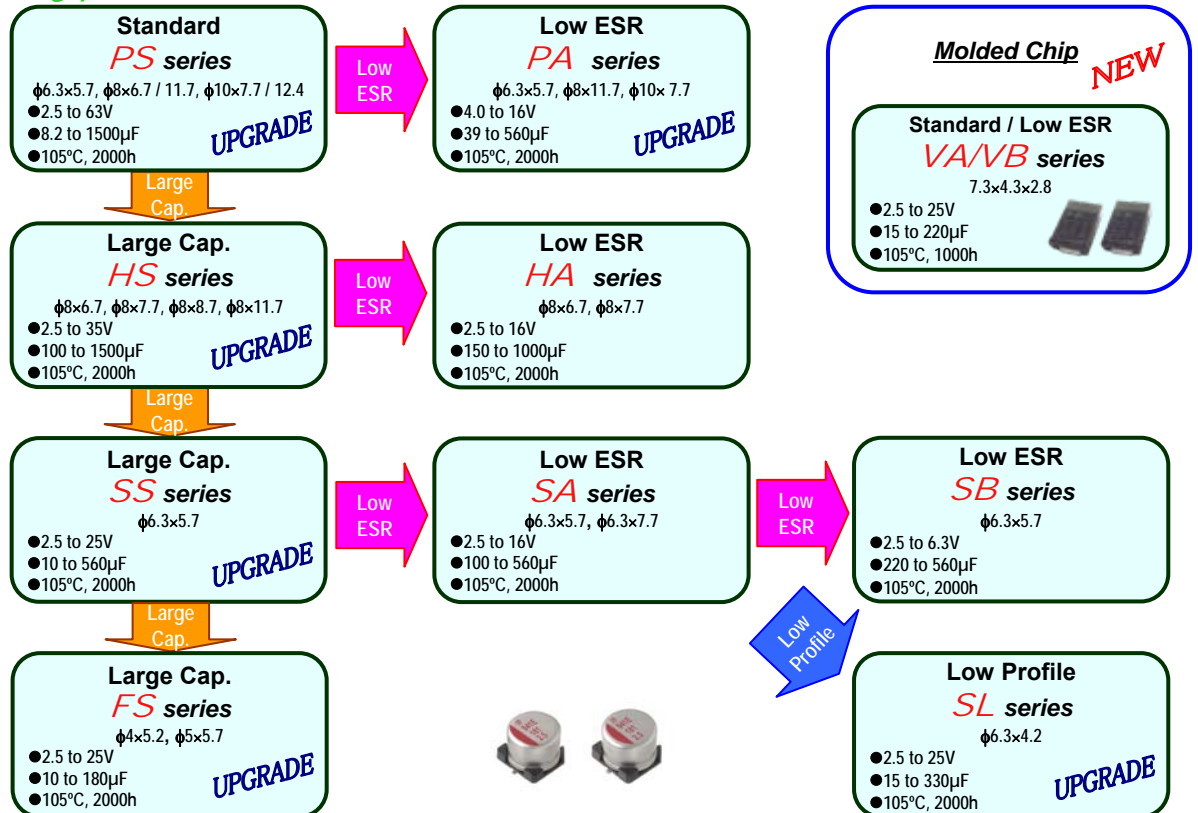 Standard
PS series
ϕ6.3×5.7, ϕ8×6.7 / 11.7, ϕ10×7.7 / 12.4
●2.5 to 63V
●8.2 to 1500µF
●105ºC, 2000h
UPGRADE
Low
ESR
Low ESR
PA series
ϕ6.3×5.7, ϕ8×11.7, ϕ10× 7.7
●4.0 to 16V
●39 to 560µF
●105ºC, 2000h
UPGRADE
Molded Chip
NEW
Standard / Low ESR
VA/VB series
7.3×4.3×2.8
●2.5 to 25V
●15 to 220µF
●105ºC, 1000h
Large
Cap.
Large Cap.
HS series
ϕ8×6.7, ϕ8×7.7, ϕ8×8.7, ϕ8×11.7
●2.5 to 35V
●100 to 1500µF
●105ºC, 2000h
UPGRADE
Low
ESR
Low ESR
HA series
ϕ8×6.7, ϕ8×7.7
●2.5 to 16V
●150 to 1000µF
●105ºC, 2000h
Large
Cap.
Large Cap.
SS series
ϕ6.3×5.7
●2.5 to 25V
●10 to 560µF
●105ºC, 2000h
UPGRADE
Low
ESR
Low ESR
SA series
ϕ6.3×5.7, ϕ6.3×7.7
●2.5 to 16V
●100 to 560µF
●105ºC, 2000h
Low
ESR
Low ESR
SB series
ϕ6.3×5.7
●2.5 to 6.3V
●220 to 560µF
●105ºC, 2000h
Large
Cap.
Low
Profile
Large Cap.
FS series
ϕ4×5.2, ϕ5×5.7
●2.5 to 25V
●10 to 180µF
●105ºC, 2000h
UPGRADE
Low Profile
SL series
ϕ6.3×4.2
●2.5 to 25V
●15 to 330µF
●105ºC, 2000h
UPGRADE